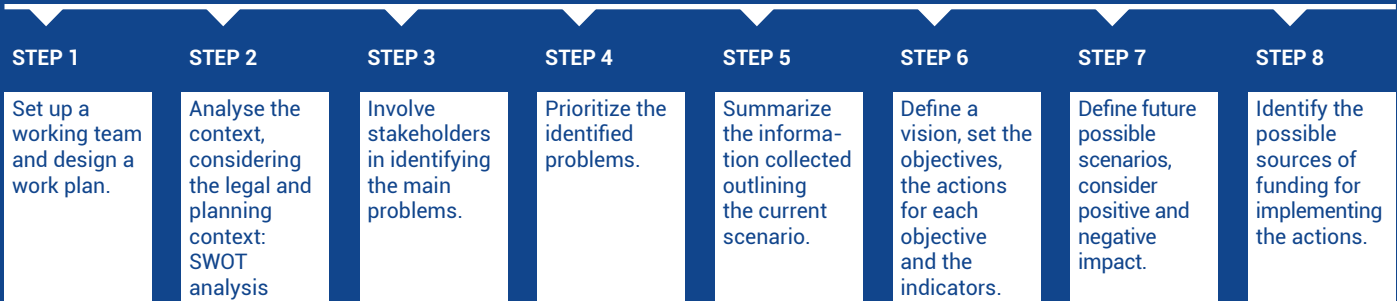 STEP 1
Set up a
working team
and design a
work plan.
STEP 2
Analyse the
context,
considering
the legal and
planning
context:
SWOT
analysis
STEP 3
Involve
stakeholders
in identifying
the main
problems.
STEP 4
Prioritize the
identified
problems.
STEP 5
Summarize
the informa-
tion collected
outlining
the current
scenario.
STEP 6
Define a
vision, set the
objectives,
the actions
for each
objective
and the
indicators.
STEP 7
Define future
possible
scenarios,
consider
positive and
negative
impact.
STEP 8
Identify the
possible
sources of
funding for
implementing
the actions.